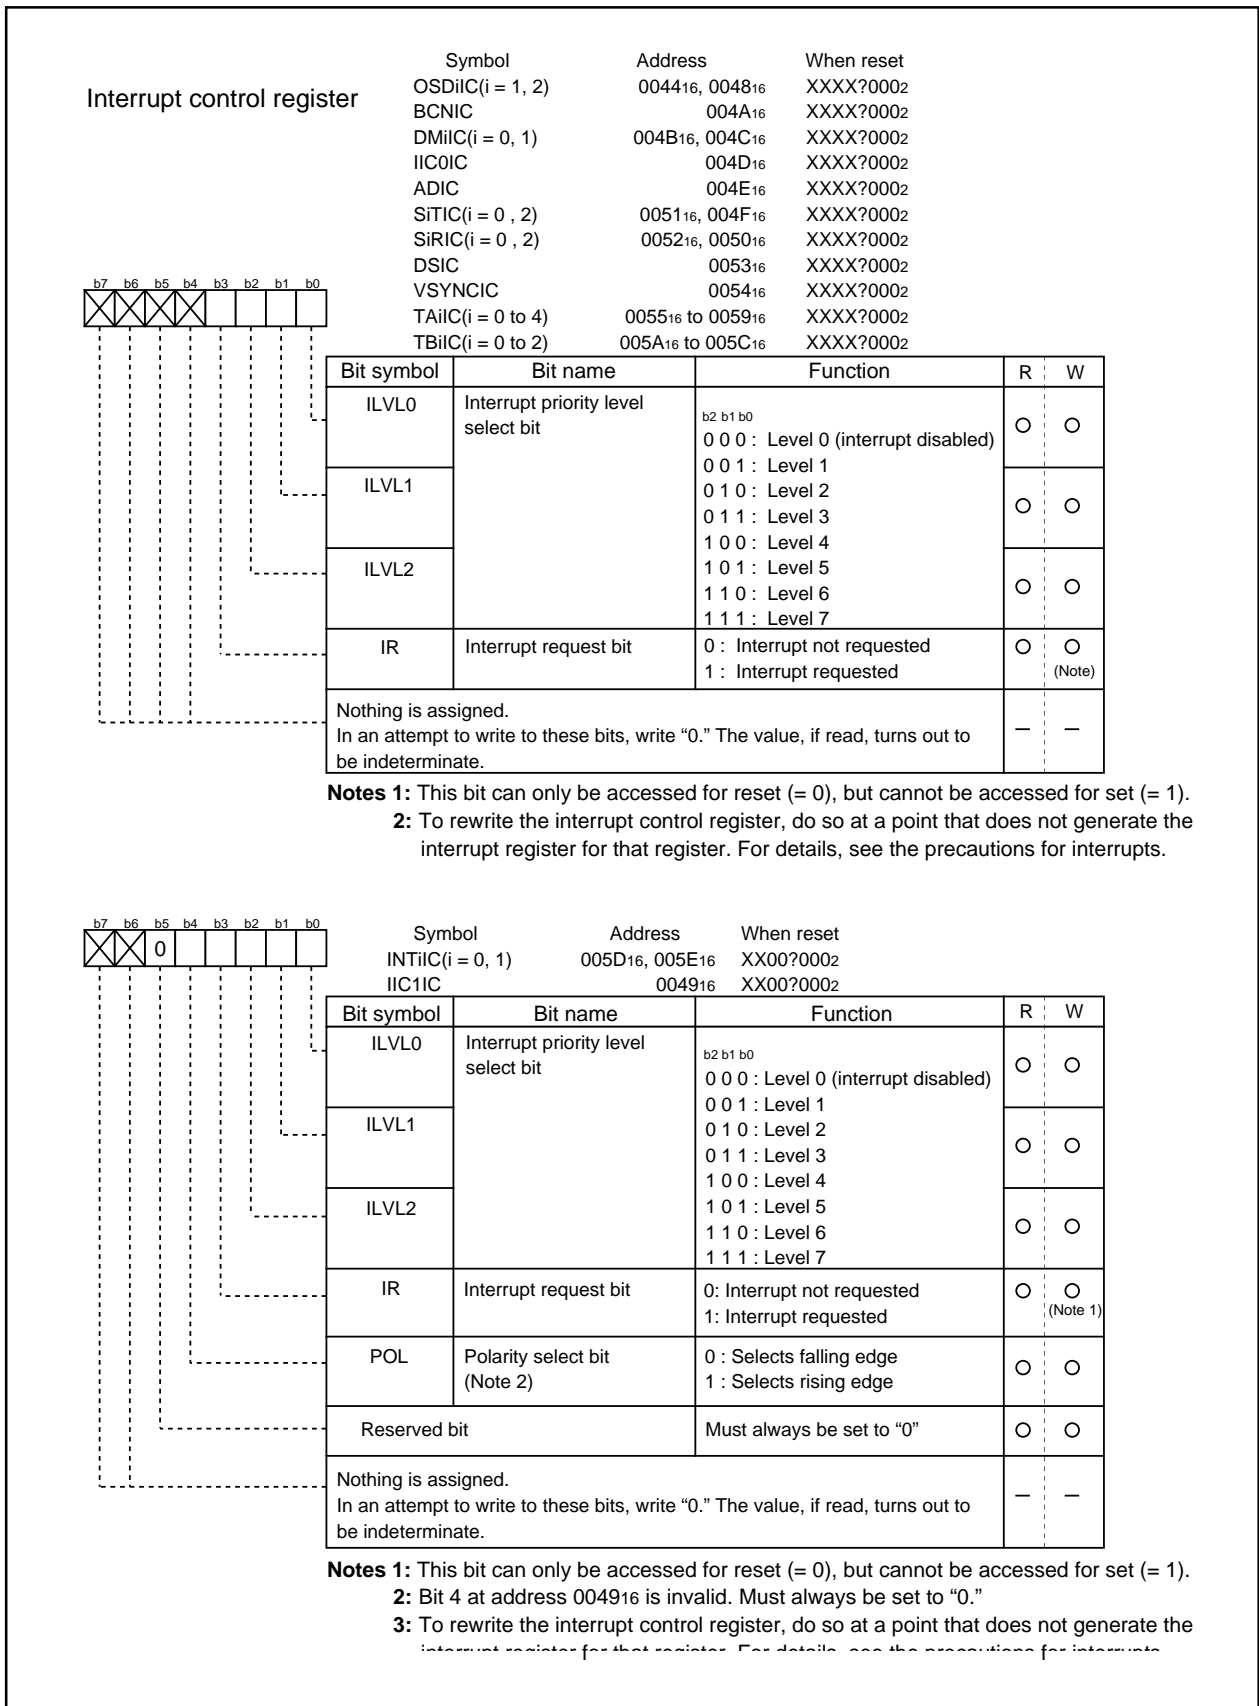 Symbol Address When reset
Interrupt control register
OSDiIC(i = 1, 2) 004416, 004816 XXXX?0002
BCNIC 004A16 XXXX?0002
DMiIC(i = 0, 1) 004B16, 004C16 XXXX?0002
IIC0IC 004D16 XXXX?0002
ADIC 004E16 XXXX?0002
SiTIC(i = 0 , 2) 005116, 004F16 XXXX?0002
SiRIC(i = 0 , 2) 005216, 005016 XXXX?0002
DSIC 005316 XXXX?0002
VSYNCIC 005416 XXXX?0002
TAiIC(i = 0 to 4) 005516 to 005916 XXXX?0002
TBiIC(i = 0 to 2) 005A16 to 005C16 XXXX?0002
b7 b6 b5 b4 b3 b2 b1 b0
Bit symbol Bit name Function R W
ILVL0 Interrupt priority level
select bit
b2 b1 b0
0 0 0 : Level 0 (interrupt disabled)
0 0 1 : Level 1
ILVL1 0 1 0 : Level 2
0 1 1 : Level 3
1 0 0 : Level 4
ILVL2 1 0 1 : Level 5
1 1 0 : Level 6
1 1 1 : Level 7
IR Interrupt request bit 0 : Interrupt not requested
1 : Interrupt requested (Note)
Nothing is assigned.
In an attempt to write to these bits, write “0.” The value, if read, turns out to
be indeterminate.
– –
Notes 1: This bit can only be accessed for reset (= 0), but cannot be accessed for set (= 1).
2: To rewrite the interrupt control register, do so at a point that does not generate the
interrupt register for that register. For details, see the precautions for interrupts.
b7 b6 b5 b4 b3 b2 b1 b0
0
Symbol Address When reset
INTiIC(i = 0, 1) 005D16, 005E16 XX00?0002
IIC1IC 004916 XX00?0002
Bit symbol Bit name Function R W
ILVL0 Interrupt priority level
select bit
b2 b1 b0
0 0 0 : Level 0 (interrupt disabled)
0 0 1 : Level 1
ILVL1 0 1 0 : Level 2
0 1 1 : Level 3
1 0 0 : Level 4
ILVL2 1 0 1 : Level 5
1 1 0 : Level 6
1 1 1 : Level 7
IR Interrupt request bit 0: Interrupt not requested
1: Interrupt requested (Note 1)
POL Polarity select bit 0 : Selects falling edge
(Note 2) 1 : Selects rising edge
Reserved bit Must always be set to “0”
Nothing is assigned.
In an attempt to write to these bits, write “0.” The value, if read, turns out to
be indeterminate.
– –
Notes 1: This bit can only be accessed for reset (= 0), but cannot be accessed for set (= 1).
2: Bit 4 at address 004916 is invalid. Must always be set to “0.”
3: To rewrite the interrupt control register, do so at a point that does not generate the
interrupt register for that register. For details, see the precautions for interrupts